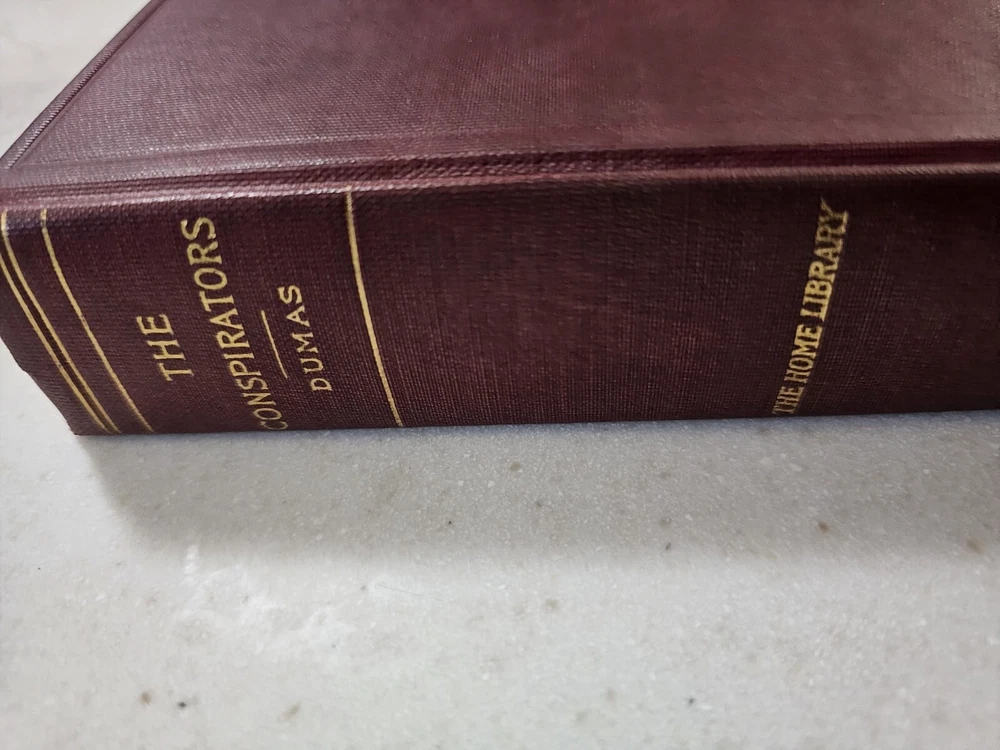 THE
CONSPIRATORS
DUMAS
THE HOME LIBRARY